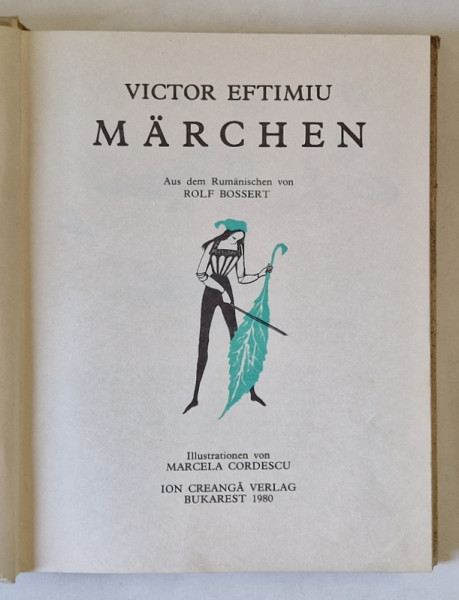 VICTOR EFTIMIU
MÄRCHEN
Aus dem Rumänischen von
ROLF BOSSERT
Illustrationen von
MARCELA CORDESCU
ION CREANGĂ VERLAG
BUKAREST 1980